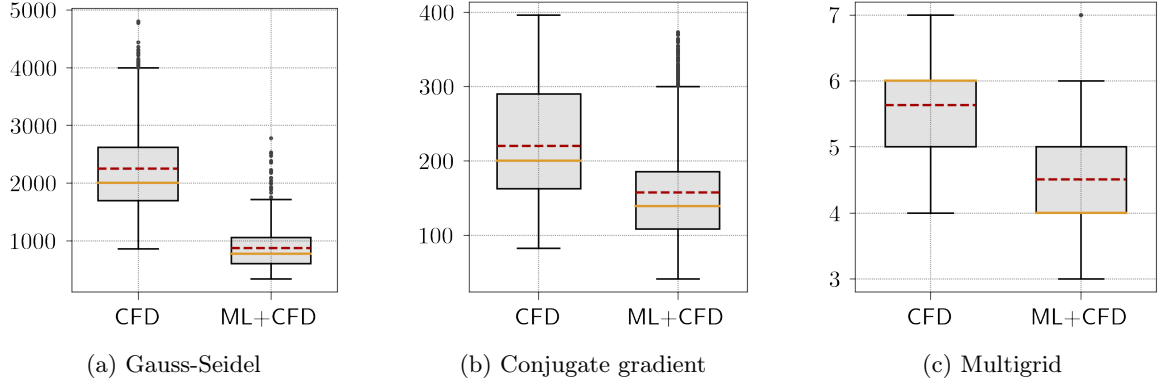 5000
4000
3000
2000
1000
CFD ML+CFD
(a) Gauss-Seidel
400
300
200
100
CFD ML+CFD
(b) Conjugate gradient
7
6
5
4
3
CFD ML+CFD
(c) Multigrid